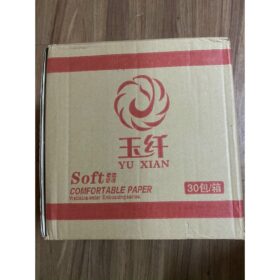 玉纤
YU XIAN
Soft
COMFORTABLE PAPER
30包/箱